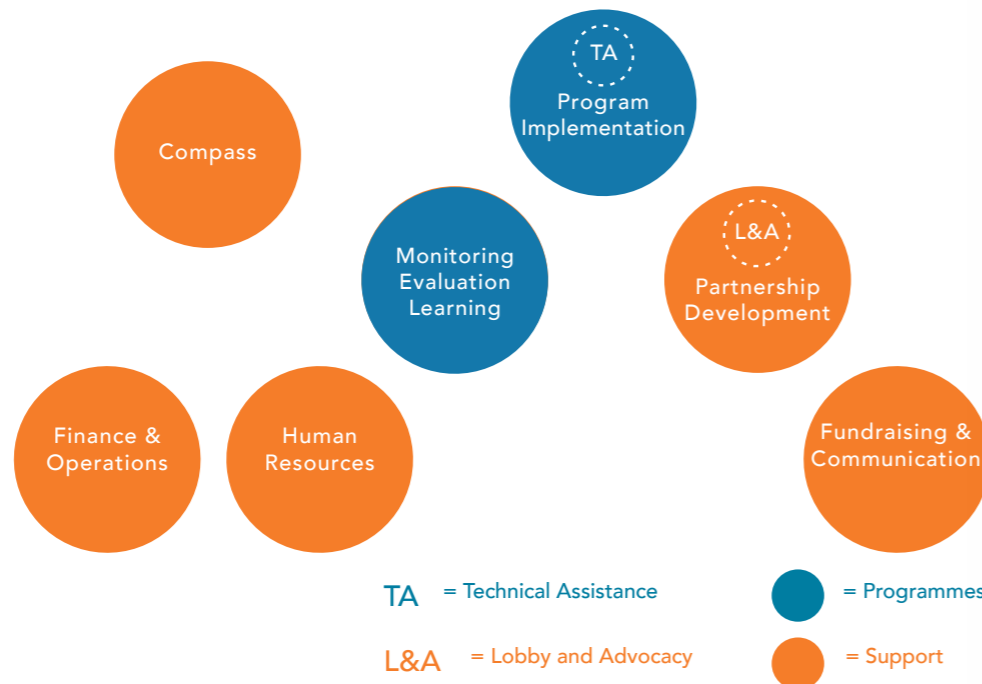 TA
Program
Implementation
Compass
L&A
Partnership
Development
Monitoring
Evaluation
Learning
Finance &
Operations
Human
Resources
Fundraising &
Communication
TA = Technical Assistance
= Programmes
L&A = Lobby and Advocacy
= Support